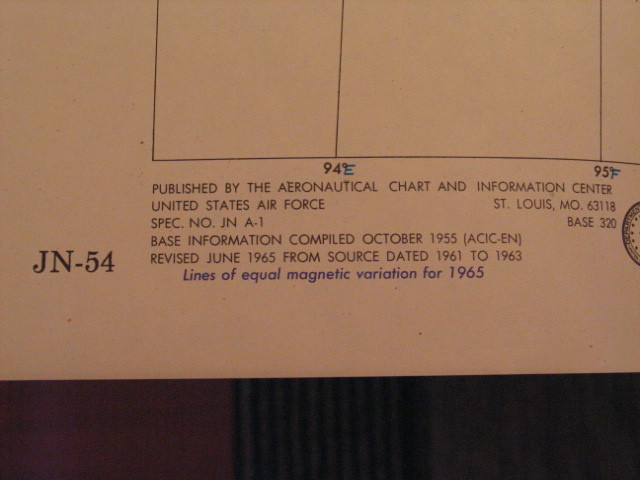 94°E
95°F
PUBLISHED BY THE AERONAUTICAL CHART AND INFORMATION CENTER
UNITED STATES AIR FORCE ST. LOUIS, MO. 63118
SPEC. NO. JN A-1 BASE 320
BASE INFORMATION COMPILED OCTOBER 1955 (ACIC-EN)
REVISED JUNE 1965 FROM SOURCE DATED 1961 TO 1963
Lines of equal magnetic variation for 1965
JN-54